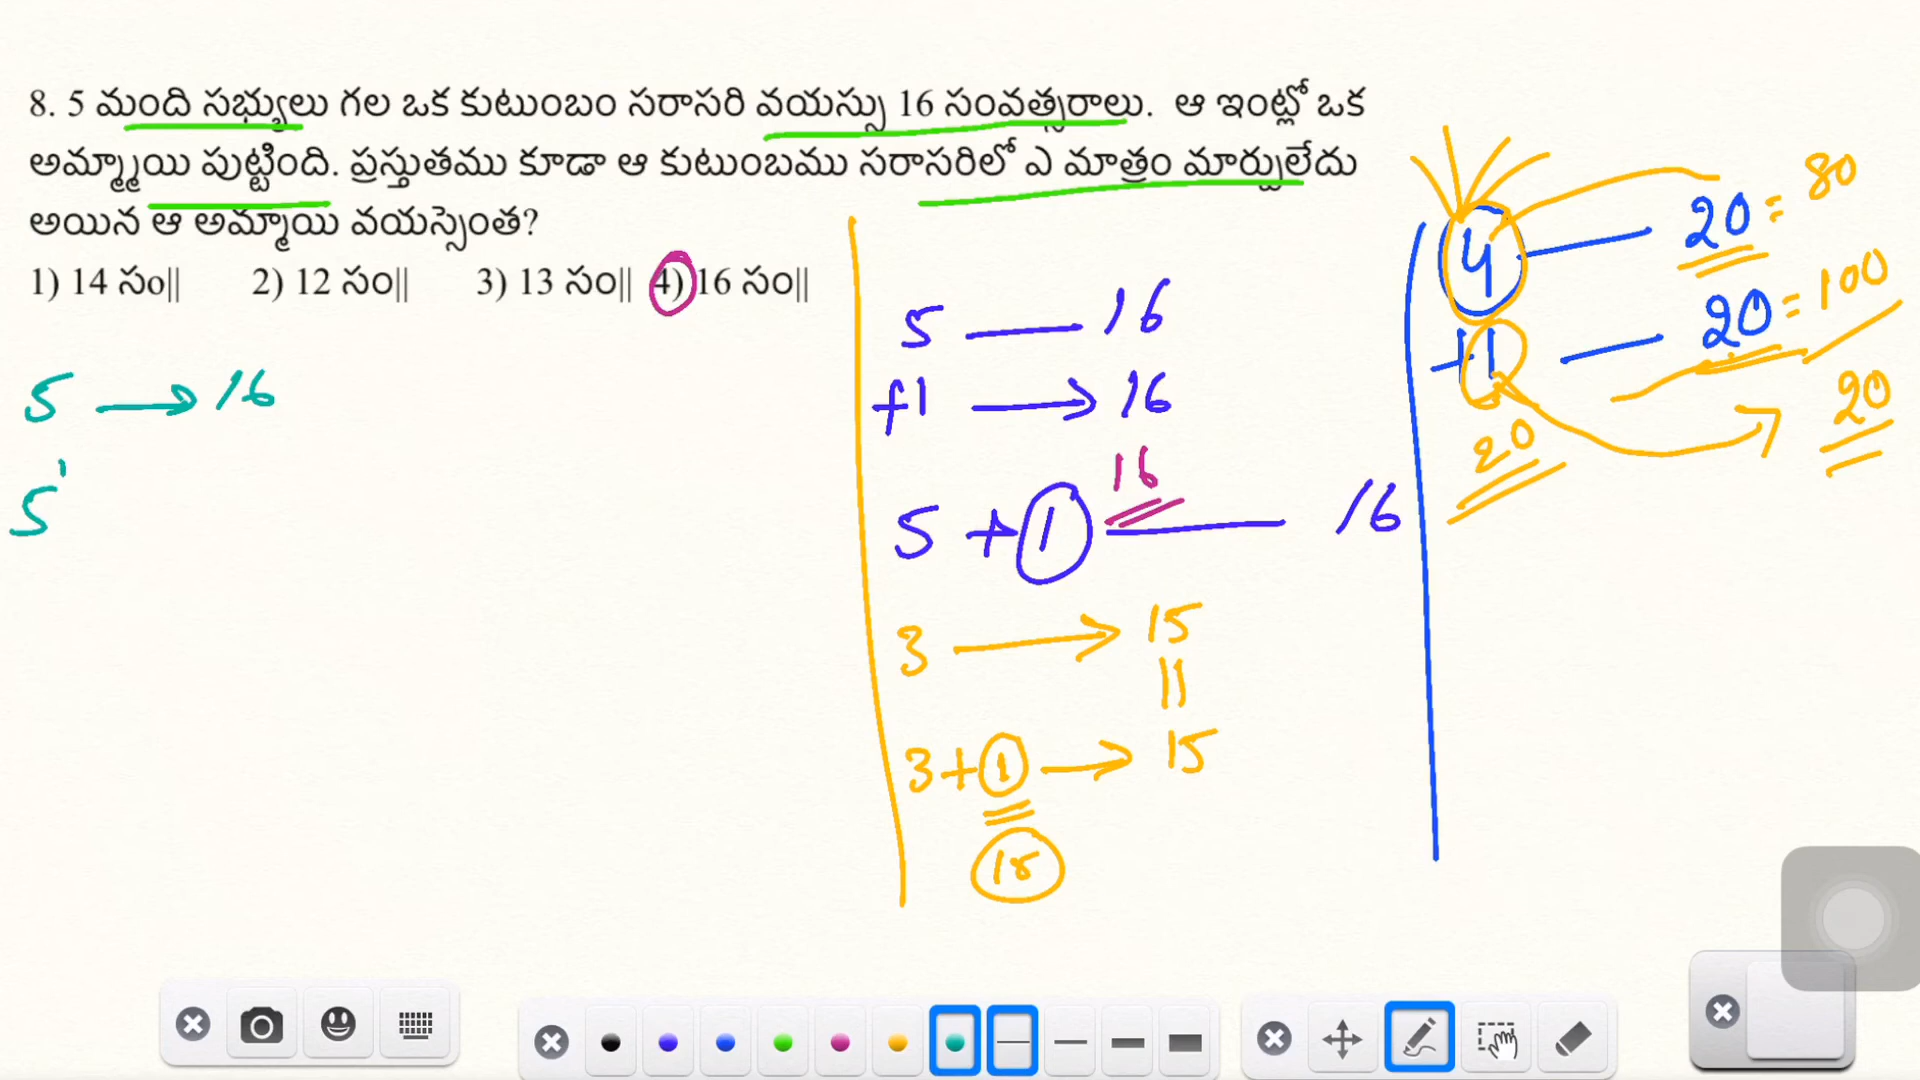 8. 5 మంది సభ్యులు గల ఒక కుటుంబం సరాసరి వయస్సు 16 సంవత్సరాలు. ఆ ఇంట్లో ఒక
అమ్మాయి పుట్టింది. ప్రస్తుతము కూడా ఆ కుటుంబము సరాసరిలో ఎ మాత్రం మార్పులేదు
అయిన ఆ అమ్మాయి వయస్సెంత?
1) 14 సం|| 2) 12 సం|| 3) 13 సం|| 4) 16 సం||
5 → 16
5
5 — 16
+1 → 16
16
5 + 1 — 16
3 → 15
3+1 → 15
15
4 — 20 = 80
+1 — 20 = 100
20
20